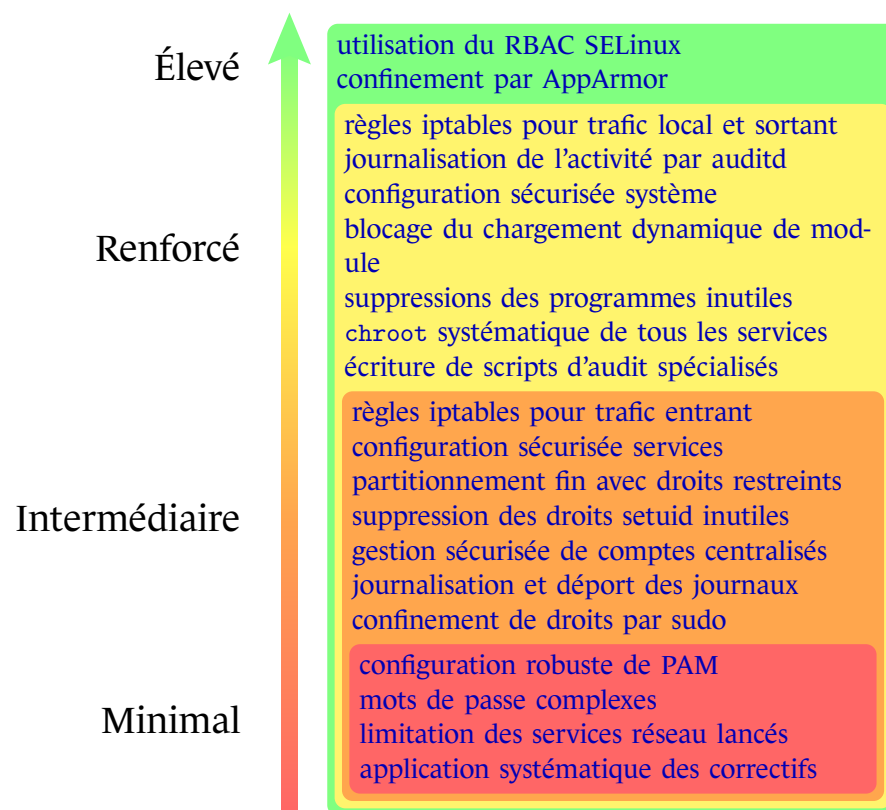 Élevé
utilisation du RBAC SELinux
confinement par AppArmor
Renforcé
règles iptables pour trafic local et sortant
journalisation de l'activité par auditd
configuration sécurisée système
blocage du chargement dynamique de mod-
ule
suppressions des programmes inutiles
chroot systématique de tous les services
écriture de scripts d'audit spécialisés
Intermédiaire
règles iptables pour trafic entrant
configuration sécurisée services
partitionnement fin avec droits restreints
suppression des droits setuid inutiles
gestion sécurisée de comptes centralisés
journalisation et déport des journaux
confinement de droits par sudo
Minimal
configuration robuste de PAM
mots de passe complexes
limitation des services réseau lancés
application systématique des correctifs